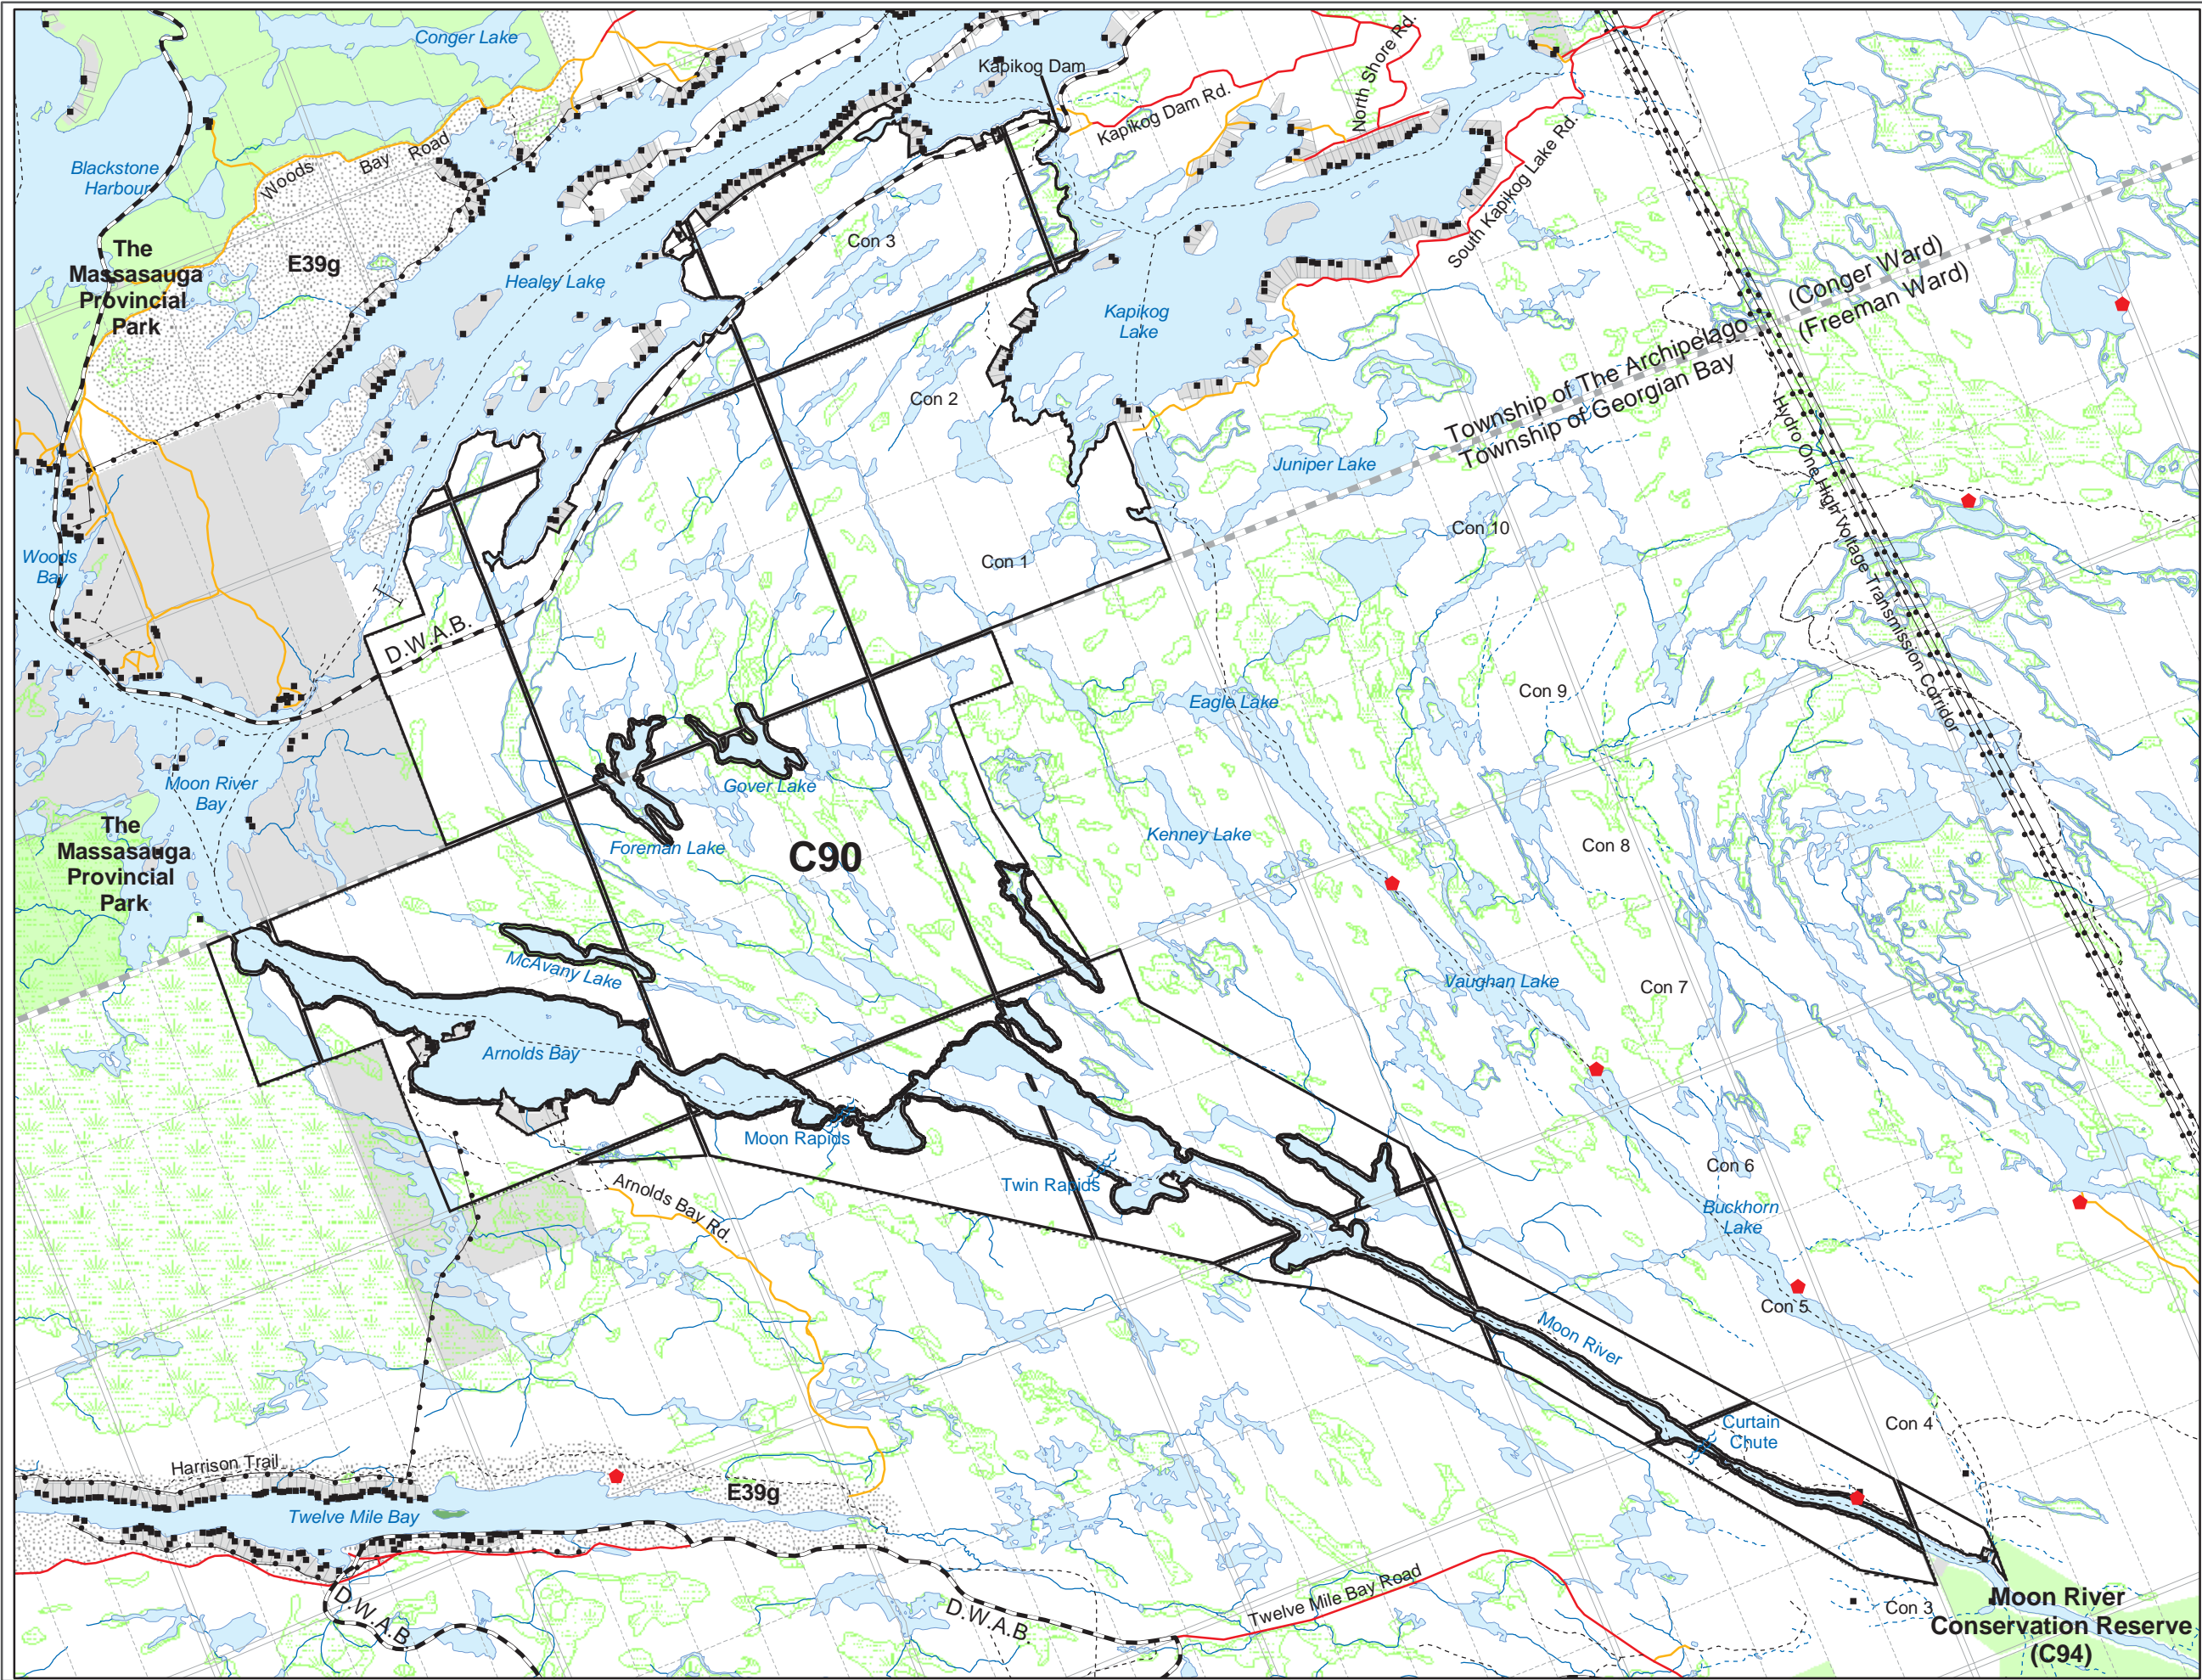 Conger Lake
Kapikog Dam
North Shore Rd.
Kapikog Dam Rd.
Blackstone
Harbour
Woods Bay Road
South Kapikog Lake Rd.
The
Massasauga
Provincial
Park
E39g
Con 3
Healey Lake
Kapikog
Lake
(Conger Ward)
(Freeman Ward)
Township of The Archipelago
Township of Georgian Bay
Con 2
Juniper Lake
Hydro One High Voltage Transmission Corridor
Con 10
Woods
Bay
Con 1
D.W.A.B.
Con 9
Eagle Lake
Moon River
Bay
Gover Lake
Foreman Lake
C90
Kenney Lake
Con 8
The
Massasauga
Provincial
Park
McAvany Lake
Vaughan Lake
Con 7
Arnolds Bay
Moon Rapids
Twin Rapids
Con 6
Arnolds Bay Rd.
Buckhorn
Lake
Con 5
Moon River
Curtain
Chute
Con 4
Harrison Trail
E39g
Twelve Mile Bay
D.W.A.B.
D.W.A.B.
Twelve Mile Bay Road
Con 3
Moon River
Conservation Reserve
(C94)